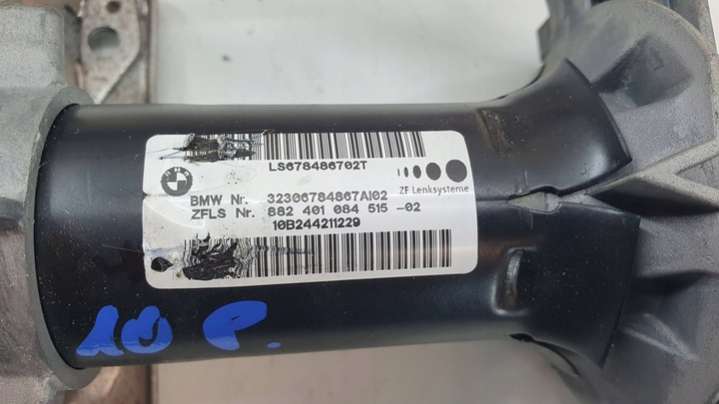 LS678486702T
BMW Nr. 32306784867AI02
ZF Lenksysteme
ZFLS Nr. 882 401 084 515 -02
10B244211229
10 P.